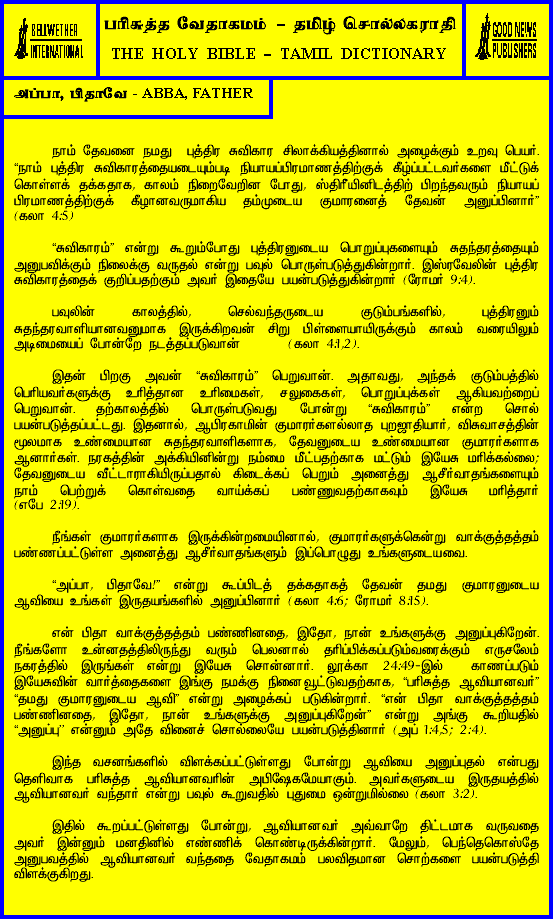 BELLWETHER
INTERNATIONAL
பரிசுத்த வேதாகமம் – தமிழ் சொல்லகராதி
THE HOLY BIBLE - TAMIL DICTIONARY
GOOD NEWS
PUBLISHERS
அப்பா, பிதாவே - ABBA, FATHER
நாம் தேவனை நமது புத்திர சுவிகார சிலாக்கியத்தினால் அழைக்கும் உறவு பெயர்.
“நாம் புத்திர சுவிகாரத்தையடையும்படி நியாயப்பிரமாணத்திற்குக் கீழ்ப்பட்டவர்களை மீட்டுக்
கொள்ளக் தக்கதாக, காலம் நிறைவேறின போது, ஸ்திரீயினிடத்திற் பிறந்தவரும் நியாயப்
பிரமாணத்திற்குக் கீழானவருமாகிய தம்முடைய குமாரனைத் தேவன் அனுப்பினார்”
(கலா 4:5)
“சுவிகாரம்” என்று கூறும்போது புத்திரனுடைய பொறுப்புகளையும் சுதந்தரத்தையும்
அனுபவிக்கும் நிலைக்கு வருதல் என்று பவுல் பொருள்படுத்துகின்றார். இஸ்ரவேலின் புத்திர
சுவிகாரத்தைக் குறிப்பதற்கும் அவர் இதையே பயன்படுத்துகின்றார் (ரோமர் 9:4).
பவுலின் காலத்தில், செல்வந்தருடைய குடும்பங்களில், புத்திரனும்
சுதந்தரவாளியானவனுமாக இருக்கிறவன் சிறு பிள்ளையாயிருக்கும் காலம் வரையிலும்
அடிமையைப் போன்றே நடத்தப்படுவான் (கலா 4:1,2).
இதன் பிறகு அவன் “சுவிகாரம்” பெறுவான். அதாவது, அந்தக் குடும்பத்தில்
பெரியவர்களுக்கு உரித்தான உரிமைகள், சலுகைகள், பொறுப்புக்கள் ஆகியவற்றைப்
பெறுவான். தற்காலத்தில் பொருள்படுவது போன்று “சுவிகாரம்” என்ற சொல்
பயன்படுத்தப்பட்டது. இதனால், ஆபிரகாமின் குமாரர்களல்லாத புறஜாதியார், விசுவாசத்தின்
மூலமாக உண்மையான சுதந்தரவாளிகளாக, தேவனுடைய உண்மையான குமாரர்களாக
ஆனார்கள். நரகத்தின் அக்கினியினின்று நம்மை மீட்பதற்காக மட்டும் இயேசு மரிக்கல்லை;
தேவனுடைய வீட்டாராகியிருப்பதால் கிடைக்கப் பெறும் அனைத்து ஆசீர்வாதங்களையும்
நாம் பெற்றுக் கொள்வதை வாய்க்கப் பண்ணுவதற்காகவும் இயேசு மரித்தார்
(எபே 2:19).
நீங்கள் குமாரர்களாக இருக்கின்றமையினால், குமாரர்களுக்கென்று வாக்குத்தத்தம்
பண்ணப்பட்டுள்ள அனைத்து ஆசீர்வாதங்களும் இப்பொழுது உங்களுடையவை.
“அப்பா, பிதாவே!” என்று கூப்பிடத் தக்கதாகத் தேவன் தமது குமாரனுடைய
ஆவியை உங்கள் இருதயங்களில் அனுப்பினார் (கலா 4:6; ரோமர் 8:15).
என் பிதா வாக்குத்தத்தம் பண்ணினதை, இதோ, நான் உங்களுக்கு அனுப்புகிறேன்.
நீங்களோ உன்னதத்திலிருந்து வரும் பெலனால் தரிப்பிக்கப்படும்வரைக்கும் எருசலேம்
நகரத்தில் இருங்கள் என்று இயேசு சொன்னார். லூக்கா 24:49-இல் காணப்படும்
இயேசுவின் வார்த்தைகளை இங்கு நமக்கு நினைவூட்டுவதற்காக, “பரிசுத்த ஆவியானவர்”
“தமது குமாரனுடைய ஆவி” என்று அழைக்கப் படுகின்றார். “என் பிதா வாக்குத்தத்தம்
பண்ணினதை, இதோ, நான் உங்களுக்கு அனுப்புகிறேன்” என்று அங்கு கூறியதில்
“அனுப்பு” என்னும் அதே வினைச் சொல்லையே பயன்படுத்தினார் (அப் 1:4,5; 2:4).
இந்த வசனங்களில் விளக்கப்பட்டுள்ளது போன்று ஆவியை அனுப்புதல் என்பது
தெளிவாக பரிசுத்த ஆவியானவரின் அபிஷேகமேயாகும். அவர்களுடைய இருதயத்தில்
ஆவியானவர் வந்தார் என்று பவுல் கூறுவதில் புதுமை ஒன்றுமில்லை (கலா 3:2).
இதில் கூறப்பட்டுள்ளது போன்று, ஆவியானவர் அவ்வாறே திட்டமாக வருவதை
அவர் இன்னும் மனதினில் எண்ணிக் கொண்டிருக்கின்றார். மேலும், பெந்தெகொஸ்தே
அனுபவத்தில் ஆவியானவர் வந்ததை வேதாகமம் பலவிதமான சொற்களை பயன்படுத்தி
விளக்குகிறது.